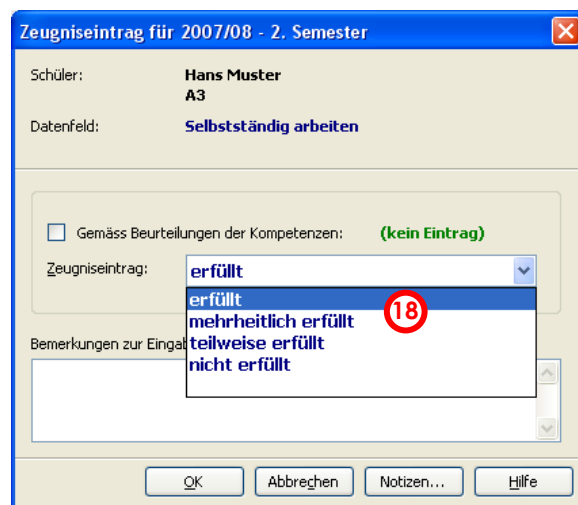 Zeugniseintrag für 2007/08 - 2. Semester
Schüler: Hans Muster
A3
Datenfeld: Selbstständig arbeiten
Gemäss Beurteilungen der Kompetenzen: (kein Eintrag)
Zeugniseintrag: erfüllt
erfüllt
18
mehrheitlich erfüllt
Bemerkungen zur Eingab
teilweise erfüllt
nicht erfüllt
OK Abbrechen Notizen... Hilfe